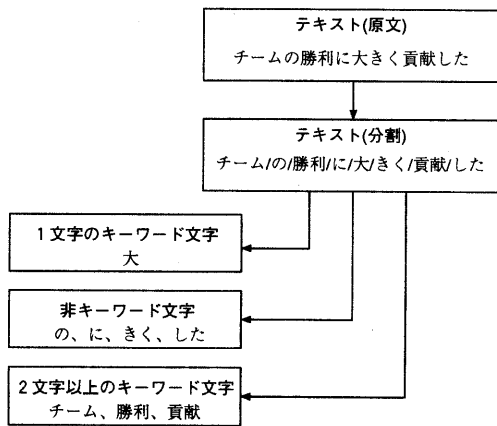 テキスト(原文)
チームの勝利に大きく貢献した
テキスト(分割)
チーム/の/勝利/に/大/きく/貢献/した
1文字のキーワード文字
大
非キーワード文字
の、に、きく、した
2文字以上のキーワード文字
チーム、勝利、貢献